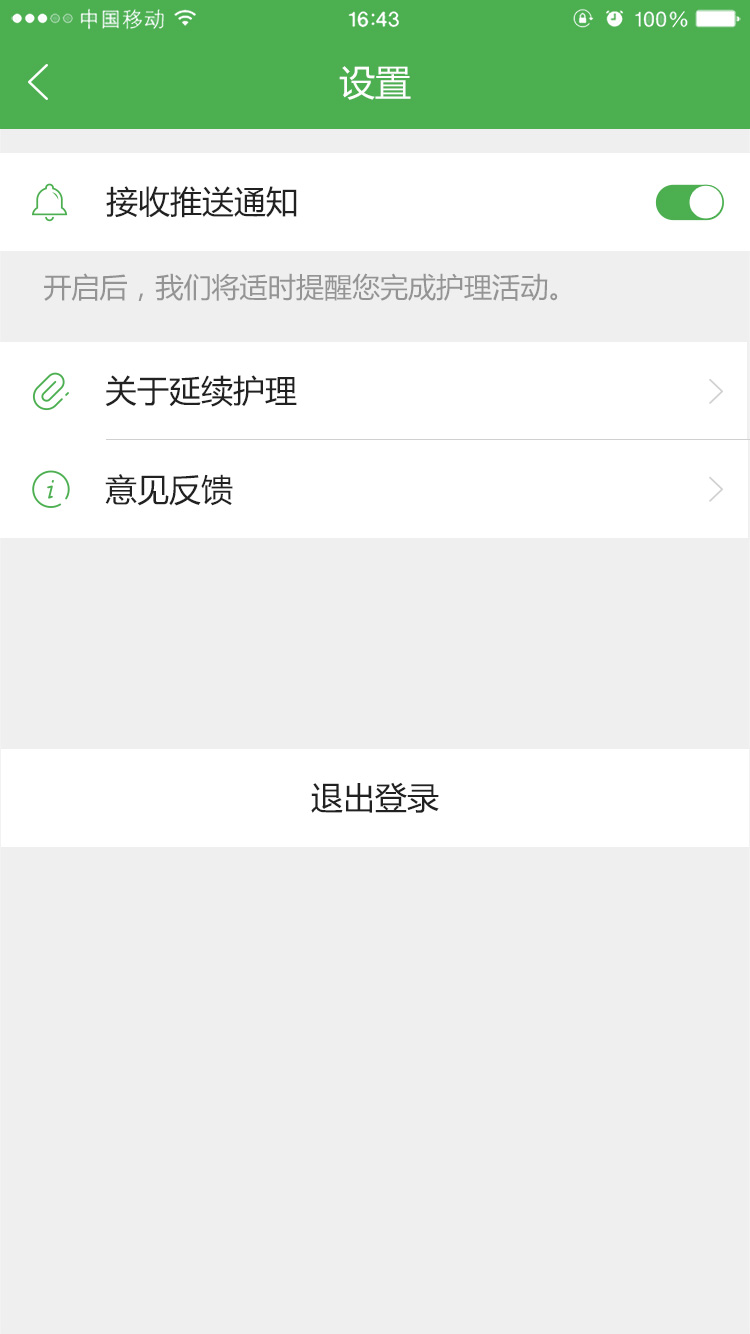 中国移动 16:43 100%
设置
接收推送通知
开启后，我们将适时提醒您完成护理活动。
关于延续护理
意见反馈
退出登录